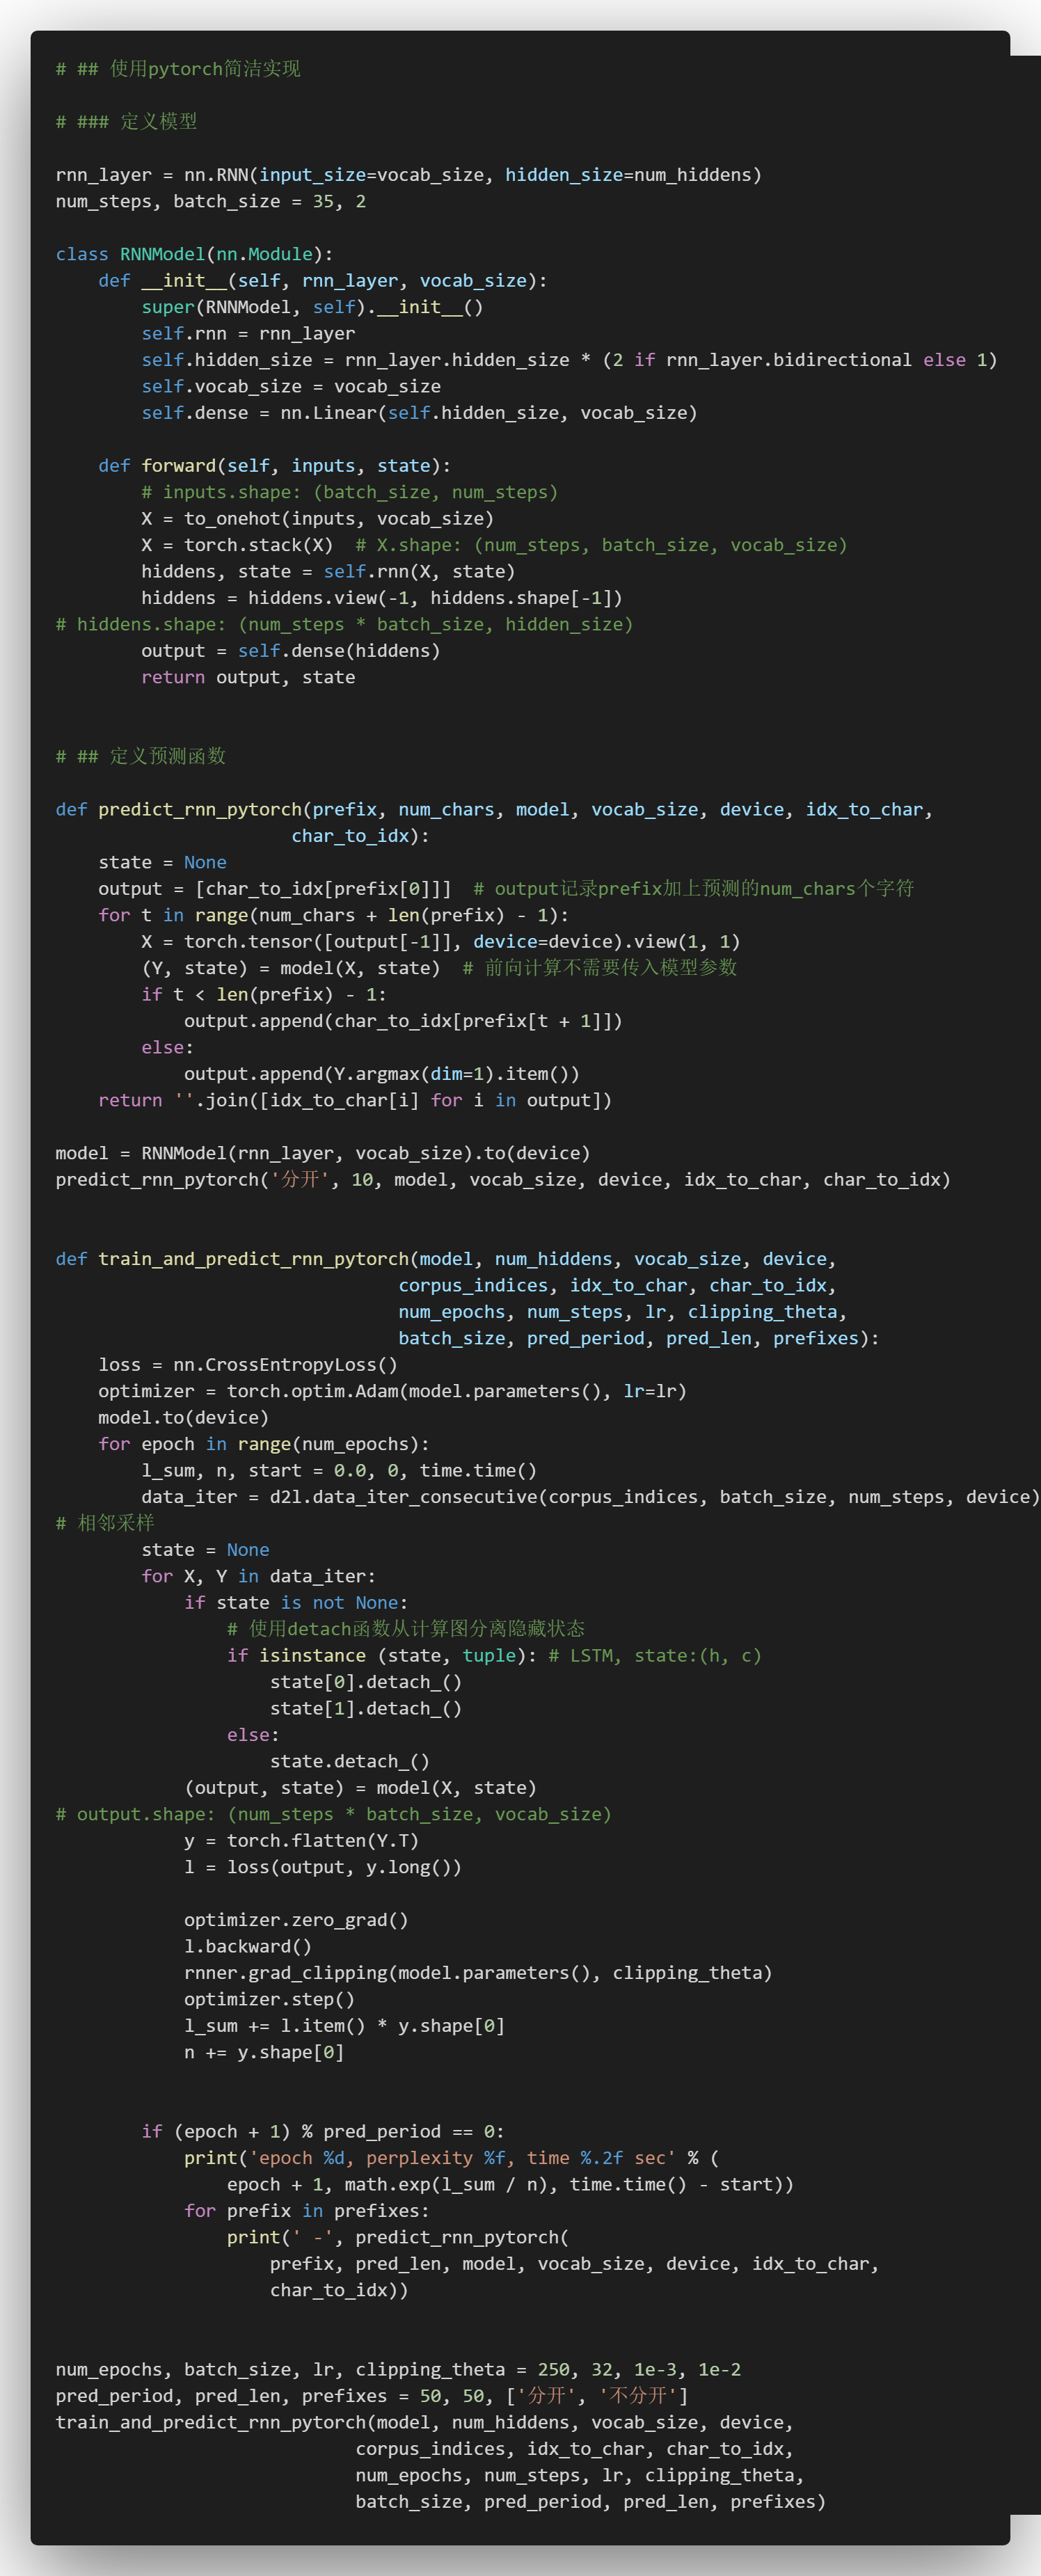 # ## 使用pytorch简洁实现

# ### 定义模型

rnn_layer = nn.RNN(input_size=vocab_size, hidden_size=num_hiddens)
num_steps, batch_size = 35, 2

class RNNModel(nn.Module):
    def __init__(self, rnn_layer, vocab_size):
        super(RNNModel, self).__init__()
        self.rnn = rnn_layer
        self.hidden_size = rnn_layer.hidden_size * (2 if rnn_layer.bidirectional else 1)
        self.vocab_size = vocab_size
        self.dense = nn.Linear(self.hidden_size, vocab_size)

    def forward(self, inputs, state):
        # inputs.shape: (batch_size, num_steps)
        X = to_onehot(inputs, vocab_size)
        X = torch.stack(X)  # X.shape: (num_steps, batch_size, vocab_size)
        hiddens, state = self.rnn(X, state)
        hiddens = hiddens.view(-1, hiddens.shape[-1])
# hiddens.shape: (num_steps * batch_size, hidden_size)
        output = self.dense(hiddens)
        return output, state


# ## 定义预测函数

def predict_rnn_pytorch(prefix, num_chars, model, vocab_size, device, idx_to_char,
                      char_to_idx):
    state = None
    output = [char_to_idx[prefix[0]]]  # output记录prefix加上预测的num_chars个字符
    for t in range(num_chars + len(prefix) - 1):
        X = torch.tensor([output[-1]], device=device).view(1, 1)
        (Y, state) = model(X, state)  # 前向计算不需要传入模型参数
        if t < len(prefix) - 1:
            output.append(char_to_idx[prefix[t + 1]])
        else:
            output.append(Y.argmax(dim=1).item())
    return ''.join([idx_to_char[i] for i in output])

model = RNNModel(rnn_layer, vocab_size).to(device)
predict_rnn_pytorch('分开', 10, model, vocab_size, device, idx_to_char, char_to_idx)


def train_and_predict_rnn_pytorch(model, num_hiddens, vocab_size, device,
                                corpus_indices, idx_to_char, char_to_idx,
                                num_epochs, num_steps, lr, clipping_theta,
                                batch_size, pred_period, pred_len, prefixes):
    loss = nn.CrossEntropyLoss()
    optimizer = torch.optim.Adam(model.parameters(), lr=lr)
    model.to(device)
    for epoch in range(num_epochs):
        l_sum, n, start = 0.0, 0, time.time()
        data_iter = d2l.data_iter_consecutive(corpus_indices, batch_size, num_steps, device)
# 相邻采样
        state = None
        for X, Y in data_iter:
            if state is not None:
                # 使用detach函数从计算图分离隐藏状态
                if isinstance (state, tuple): # LSTM, state:(h, c)
                    state[0].detach_()
                    state[1].detach_()
                else:
                    state.detach_()
            (output, state) = model(X, state)
# output.shape: (num_steps * batch_size, vocab_size)
            y = torch.flatten(Y.T)
            l = loss(output, y.long())

            optimizer.zero_grad()
            l.backward()
            rnner.grad_clipping(model.parameters(), clipping_theta)
            optimizer.step()
            l_sum += l.item() * y.shape[0]
            n += y.shape[0]


        if (epoch + 1) % pred_period == 0:
            print('epoch %d, perplexity %f, time %.2f sec' % (
                epoch + 1, math.exp(l_sum / n), time.time() - start))
            for prefix in prefixes:
                print(' -', predict_rnn_pytorch(
                    prefix, pred_len, model, vocab_size, device, idx_to_char,
                    char_to_idx))


num_epochs, batch_size, lr, clipping_theta = 250, 32, 1e-3, 1e-2
pred_period, pred_len, prefixes = 50, 50, ['分开', '不分开']
train_and_predict_rnn_pytorch(model, num_hiddens, vocab_size, device,
                            corpus_indices, idx_to_char, char_to_idx,
                            num_epochs, num_steps, lr, clipping_theta,
                            batch_size, pred_period, pred_len, prefixes)